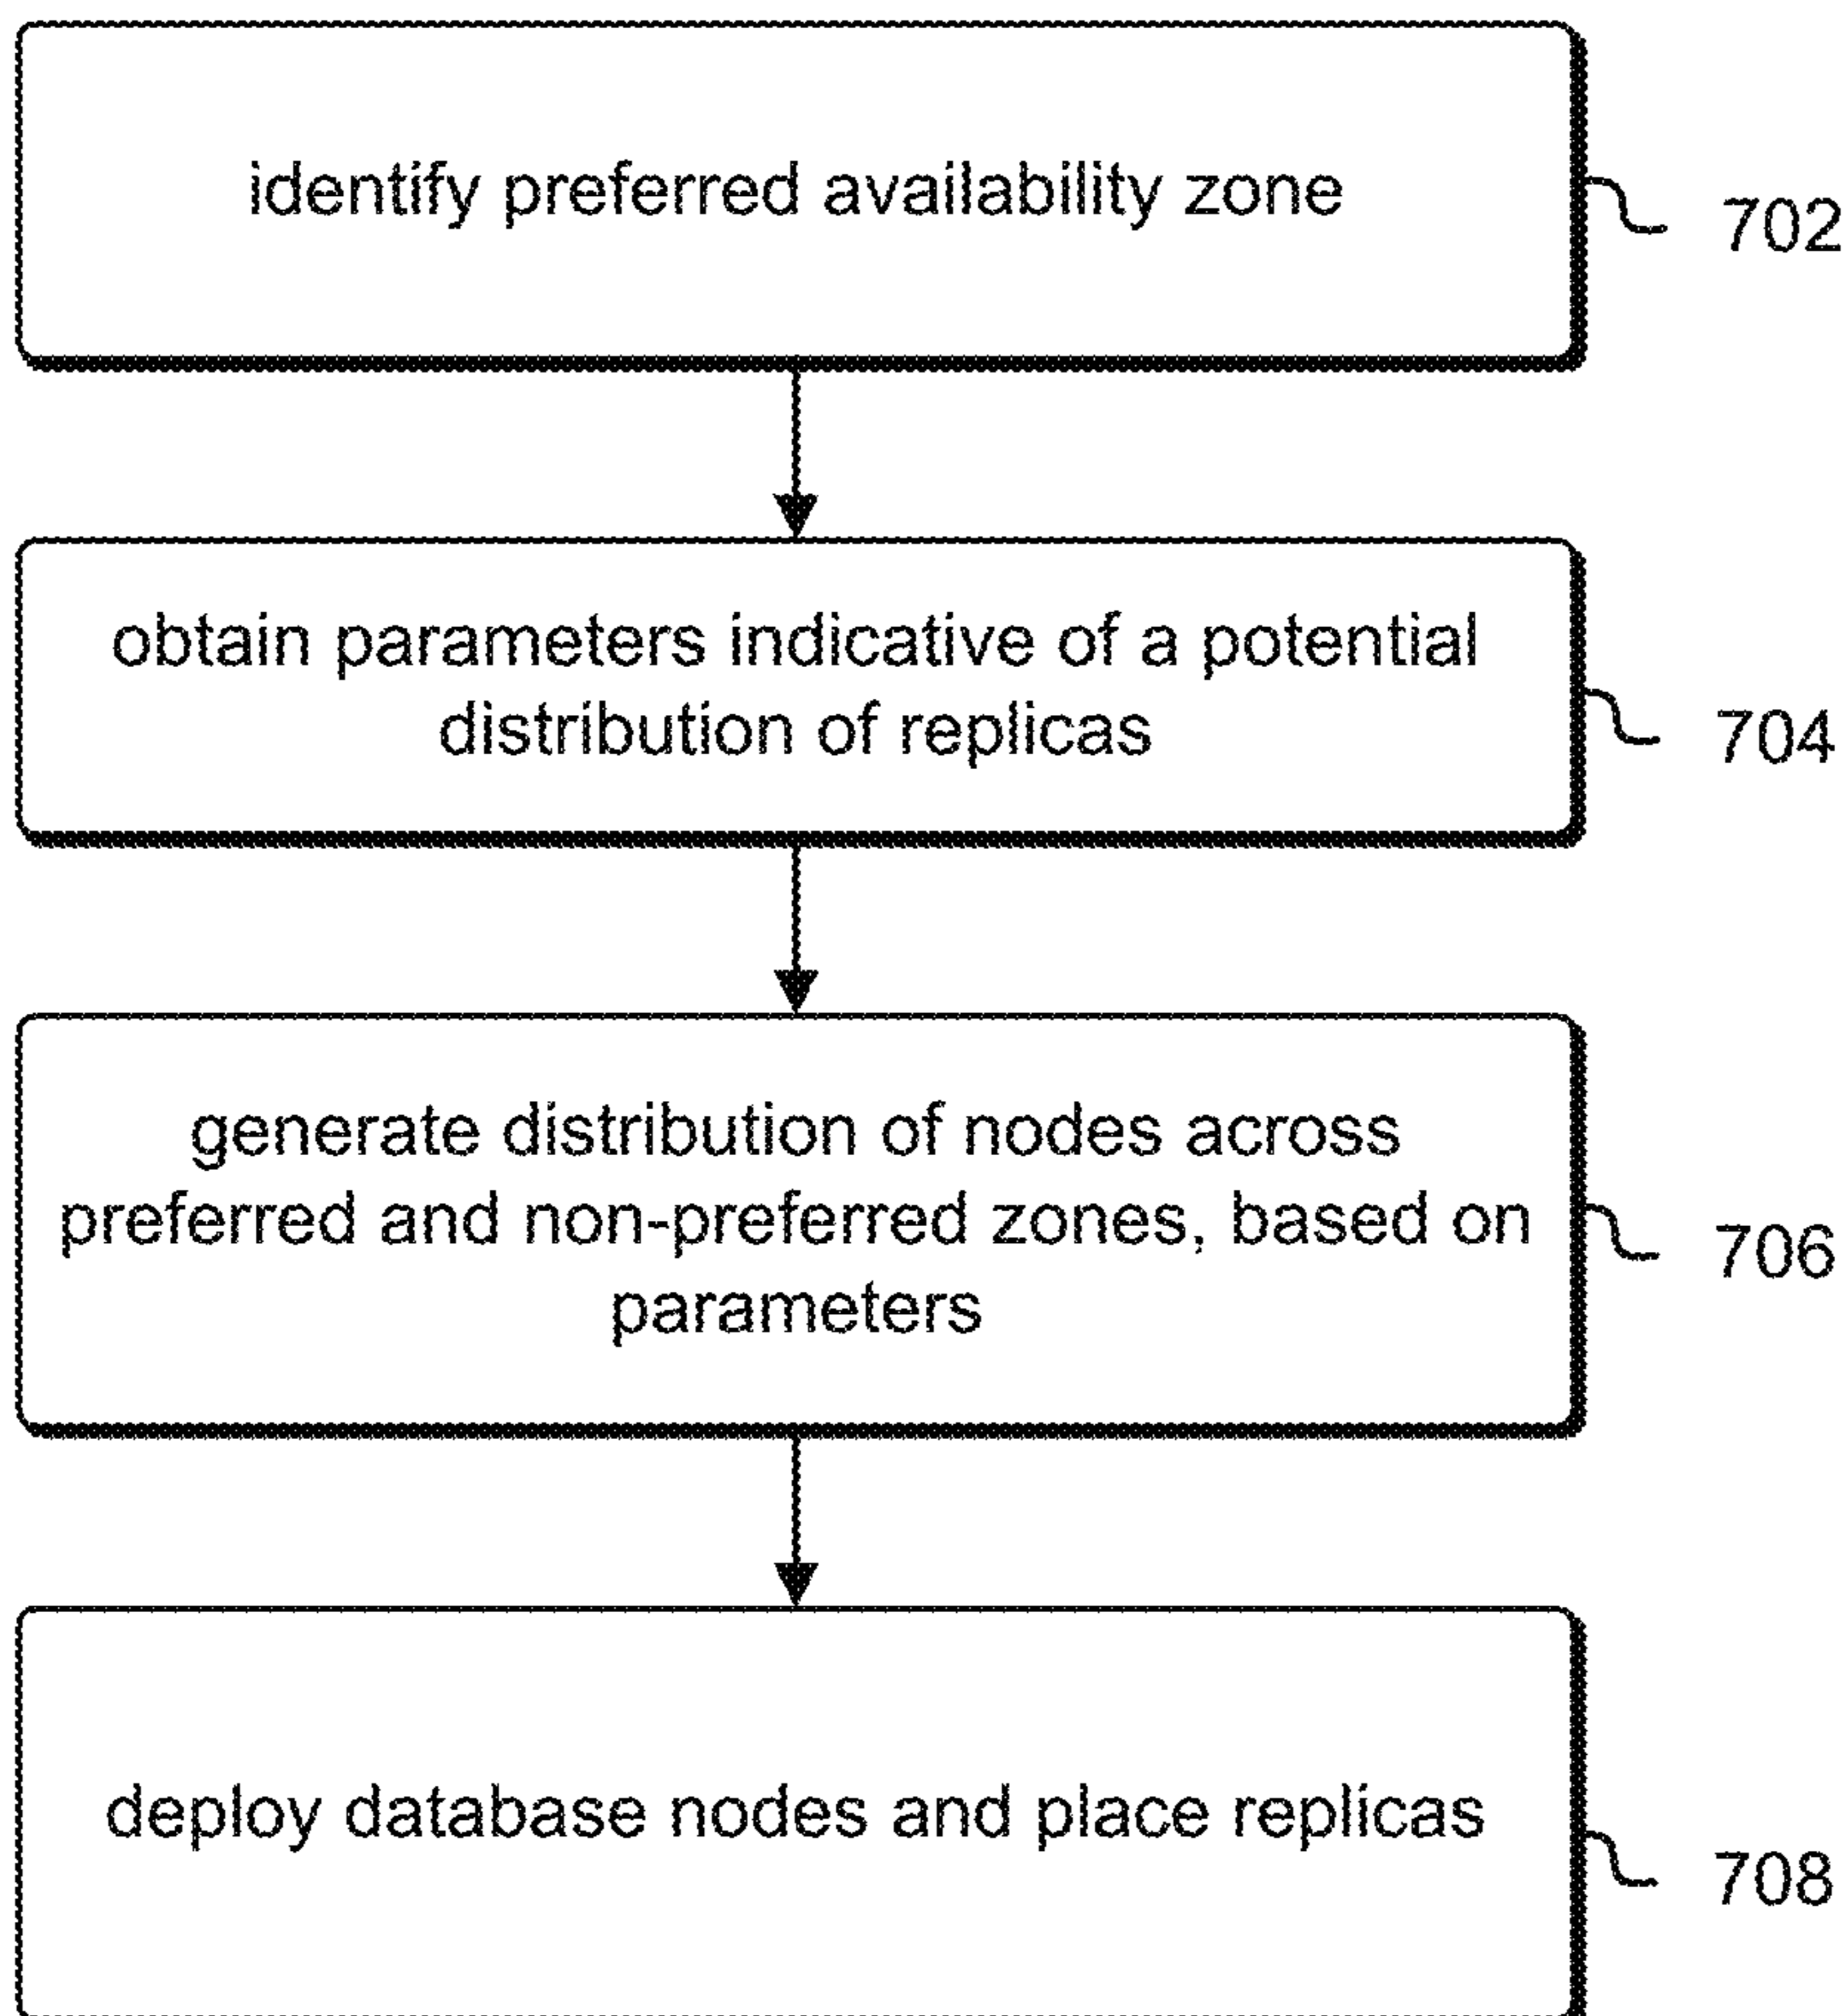 identify preferred availability zone
702
obtain parameters indicative of a potential
distribution of replicas
704
generate distribution of nodes across
preferred and non-preferred zones, based on
parameters
706
deploy database nodes and place replicas
708